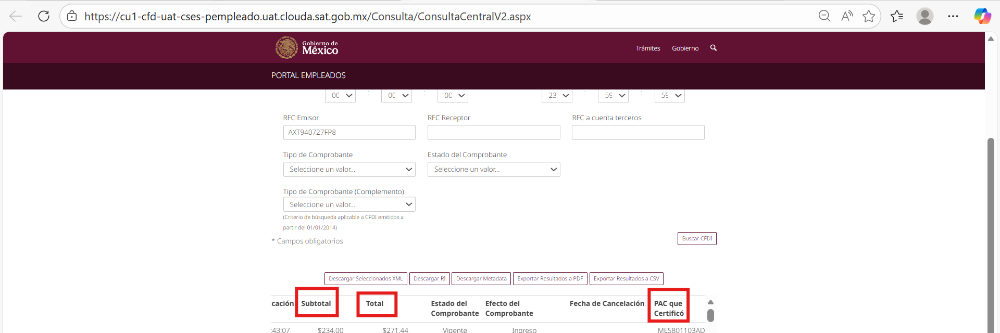 https://cu1-cfd-uat-cses-pempleado.uat.clouda.sat.gob.mx/Consulta/ConsultaCentralV2.aspx
Gobierno de
México
Trámites Gobierno
PORTAL EMPLEADOS
00 : 00 : 00 23 : 59 : 59
RFC Emisor RFC Receptor RFC a cuenta terceros
AXT940727FP8
Tipo de Comprobante Estado del Comprobante
Seleccione un valor... Seleccione un valor...
Tipo de Comprobante (Complemento)
Seleccione un valor...
(Criterio de búsqueda aplicable a CFDI emitidos a
partir del 01/01/2014)
* Campos obligatorios
Buscar CFDI
Descargar Seleccionados XML Descargar RI Descargar Metadata Exportar Resultados a PDF Exportar Resultados a CSV
cación Subtotal Total Estado del Efecto del Fecha de Cancelación PAC que
Comprobante Comprobante Certificó
:43:07 $234.00 $271.44 Vigente Ingreso MES801103AD